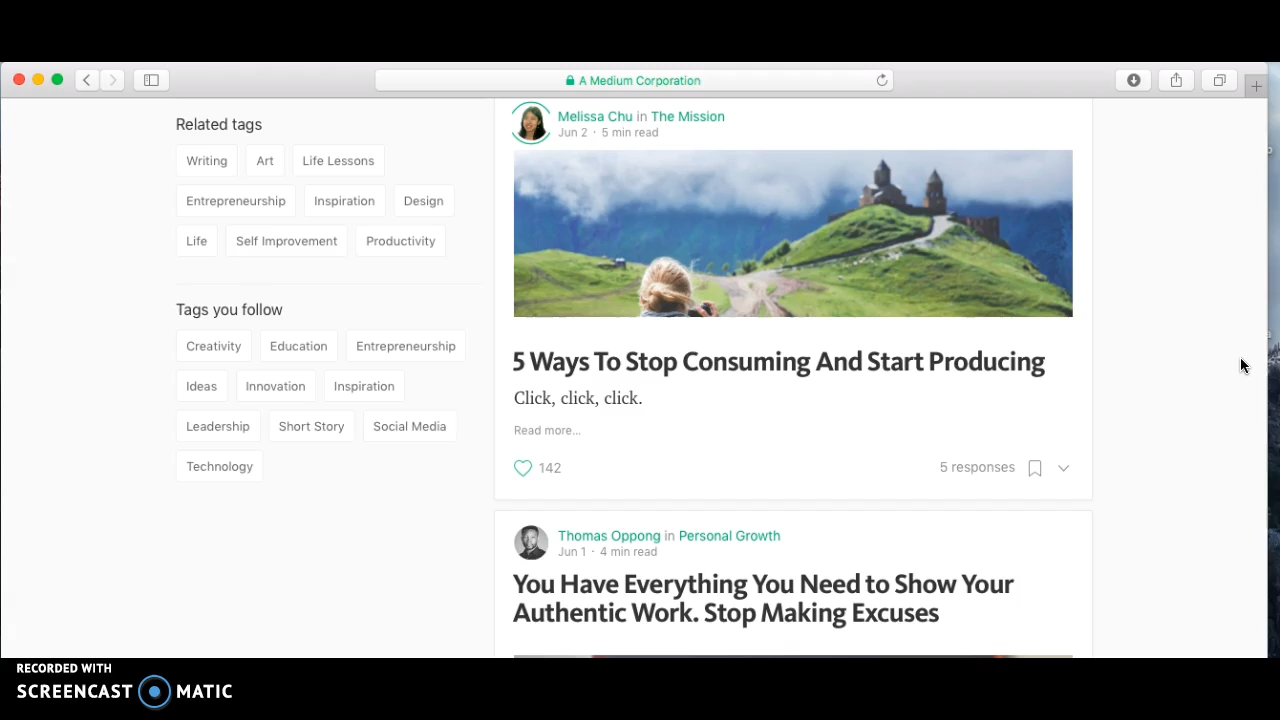 A Medium Corporation
Related tags
Writing Art Life Lessons
Entrepreneurship Inspiration Design
Life Self Improvement Productivity
Tags you follow
Creativity Education Entrepreneurship
Ideas Innovation Inspiration
Leadership Short Story Social Media
Technology
Melissa Chu in The Mission
Jun 2 · 5 min read
5 Ways To Stop Consuming And Start Producing
Click, click, click.
Read more...
142
5 responses
Thomas Oppong in Personal Growth
Jun 1 · 4 min read
You Have Everything You Need to Show Your
Authentic Work. Stop Making Excuses
RECORDED WITH
SCREENCAST MATIC